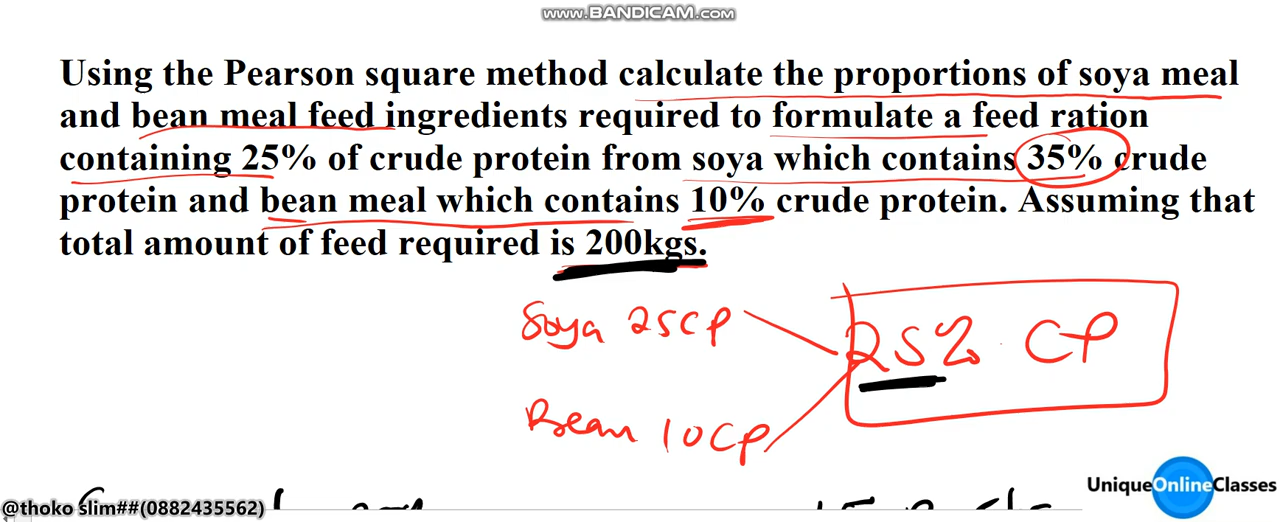 www.BANDICAM.com
Using the Pearson square method calculate the proportions of soya meal
and bean meal feed ingredients required to formulate a feed ration
containing 25% of crude protein from soya which contains 35% crude
protein and bean meal which contains 10% crude protein. Assuming that
total amount of feed required is 200kgs.
Soya 25CP
25% CP
Bean 10CP
UniqueOnlineClasses
@thoko slim##(0882435562)